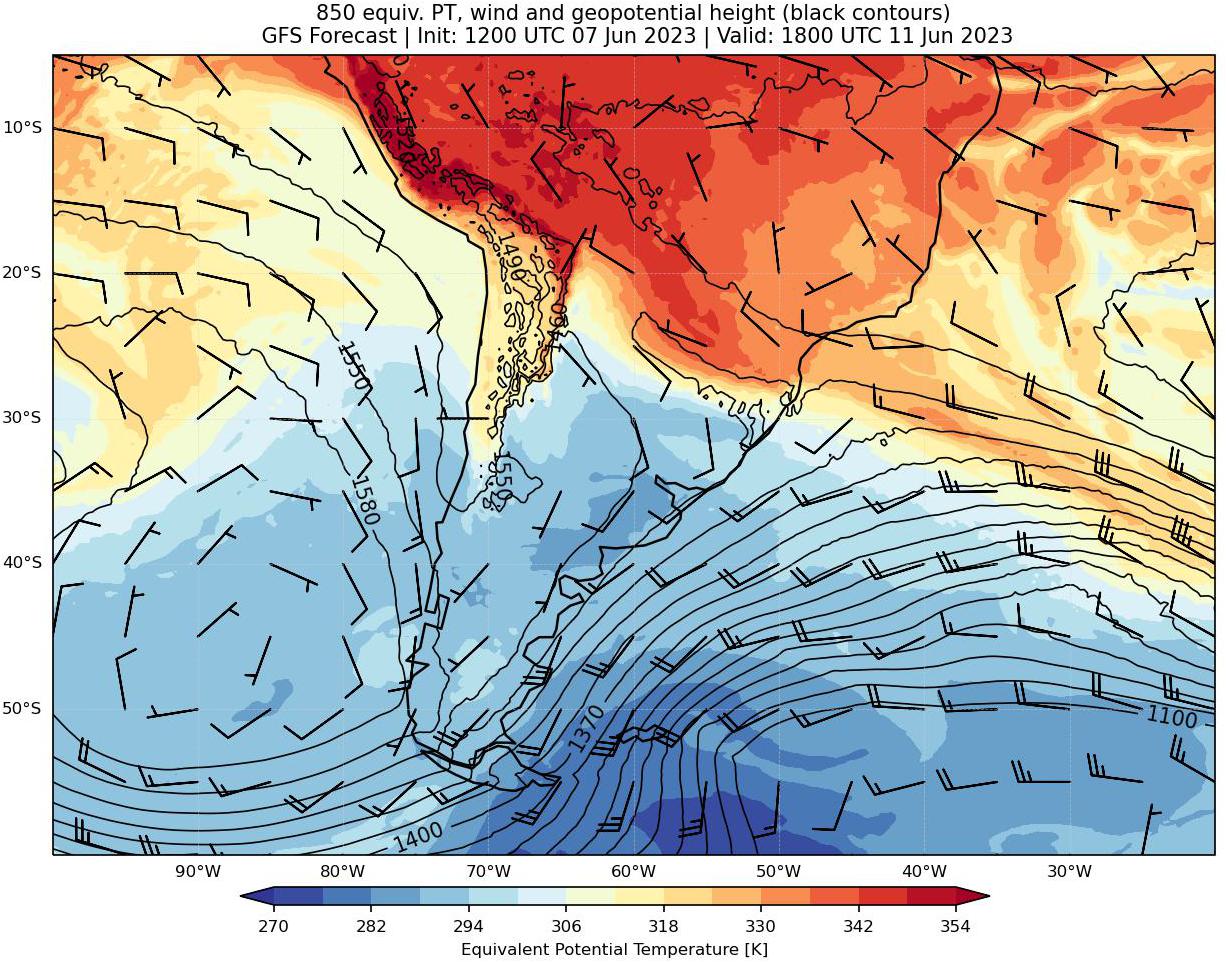 850 equiv. PT, wind and geopotential height (black contours)
GFS Forecast | Init: 1200 UTC 07 Jun 2023 | Valid: 1800 UTC 11 Jun 2023
10°S
1520
1490
20°S
1460
1550
30°S
1550
1580
40°S
50°S
1370
1100
1400
90°W 80°W 70°W 60°W 50°W 40°W 30°W
270 282 294 306 318 330 342 354
Equivalent Potential Temperature [K]